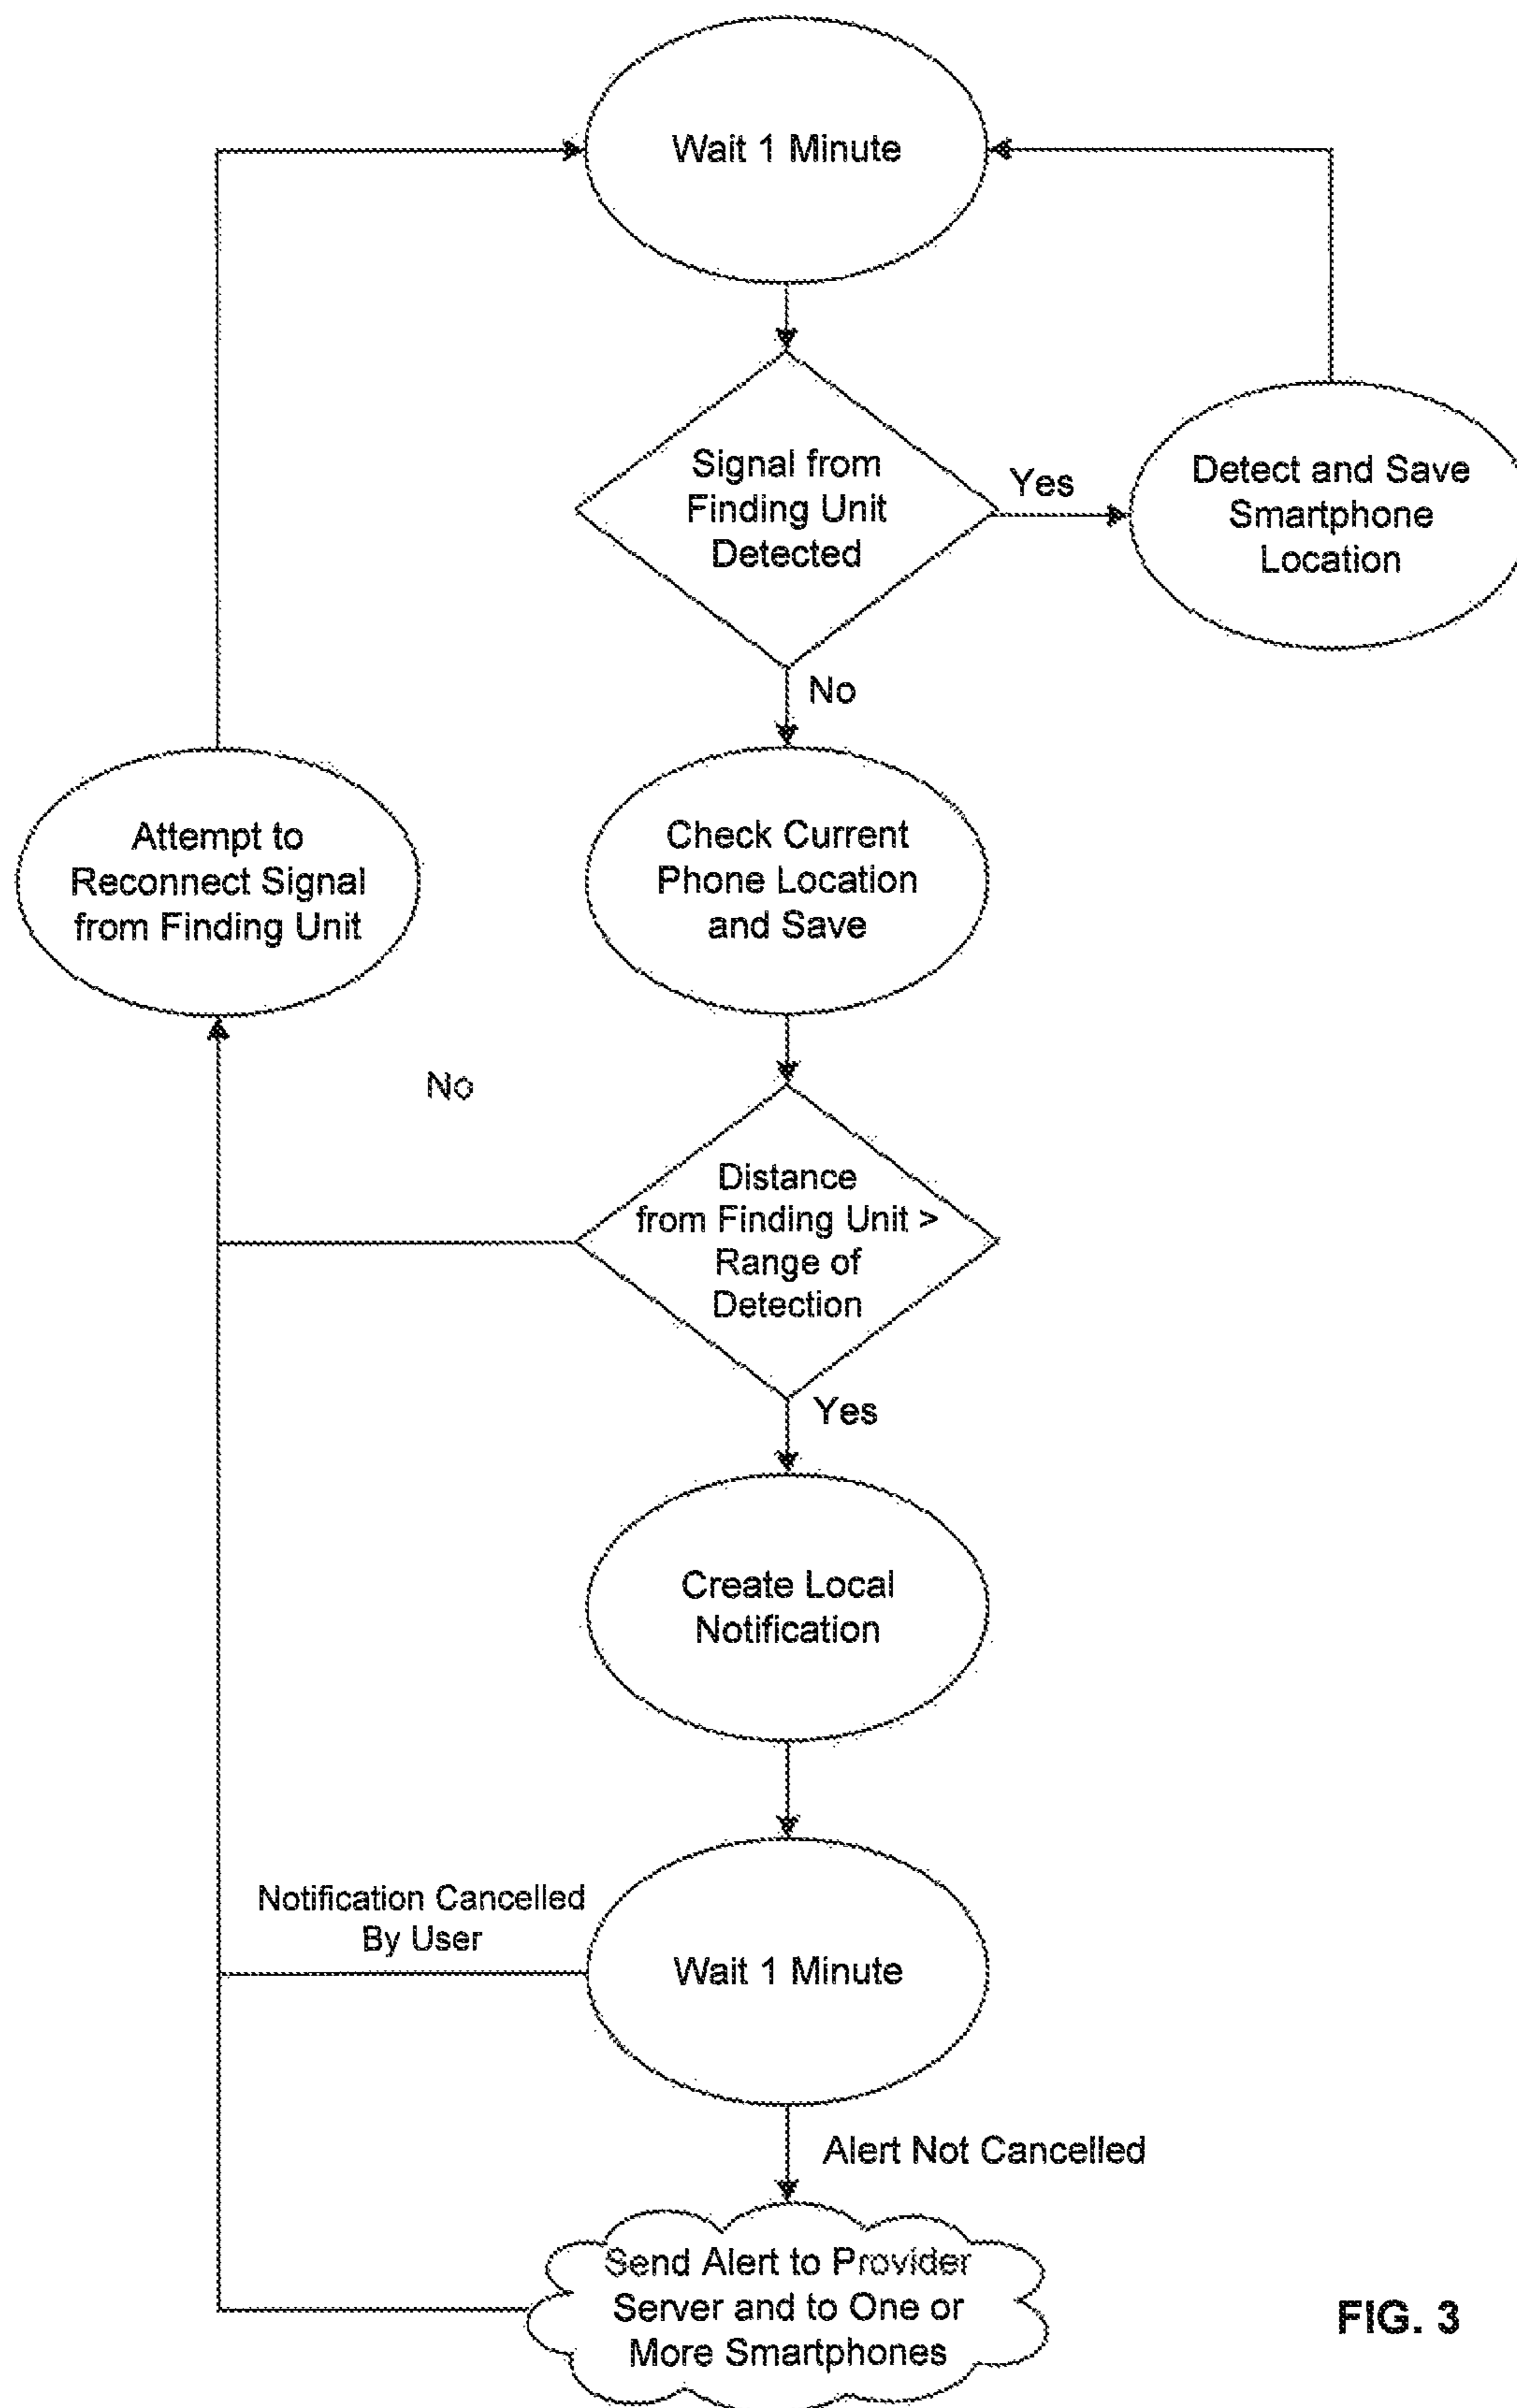 Wait 1 Minute
Signal from
Finding Unit
Detected
Yes
Detect and Save
Smartphone
Location
No
Attempt to
Reconnect Signal
from Finding Unit
Check Current
Phone Location
and Save
No
Distance
from Finding Unit >
Range of
Detection
Yes
Create Local
Notification
Notification Cancelled
By User
Wait 1 Minute
Alert Not Cancelled
Send Alert to Provider
Server and to One or
More Smartphones
FIG. 3